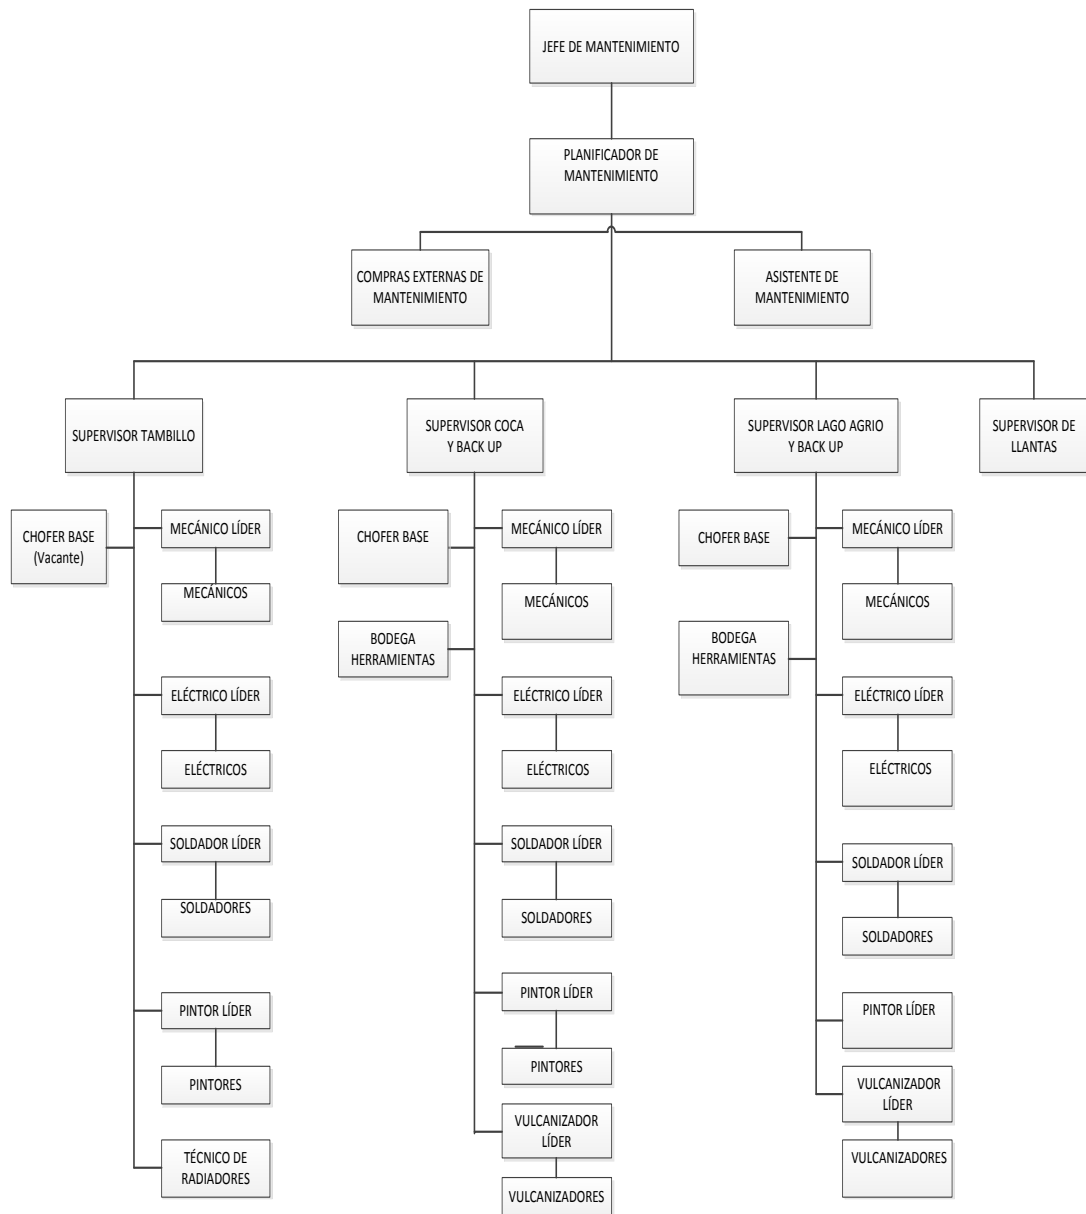 JEFE DE MANTENIMIENTO
PLANIFICADOR DE
MANTENIMIENTO
COMPRAS EXTERNAS DE
MANTENIMIENTO
ASISTENTE DE
MANTENIMIENTO
SUPERVISOR TAMBILLO
SUPERVISOR COCA
Y BACK UP
SUPERVISOR LAGO AGRIO
Y BACK UP
SUPERVISOR DE
LLANTAS
CHOFER BASE
(Vacante)
MECÁNICO LÍDER
MECÁNICOS
ELÉCTRICO LÍDER
ELÉCTRICOS
SOLDADOR LÍDER
SOLDADORES
PINTOR LÍDER
PINTORES
TÉCNICO DE
RADIADORES
CHOFER BASE
MECÁNICO LÍDER
MECÁNICOS
BODEGA
HERRAMIENTAS
ELÉCTRICO LÍDER
ELÉCTRICOS
SOLDADOR LÍDER
SOLDADORES
PINTOR LÍDER
PINTORES
VULCANIZADOR
LÍDER
VULCANIZADORES
CHOFER BASE
MECÁNICO LÍDER
MECÁNICOS
BODEGA
HERRAMIENTAS
ELÉCTRICO LÍDER
ELÉCTRICOS
SOLDADOR LÍDER
SOLDADORES
PINTOR LÍDER
VULCANIZADOR
LÍDER
VULCANIZADORES